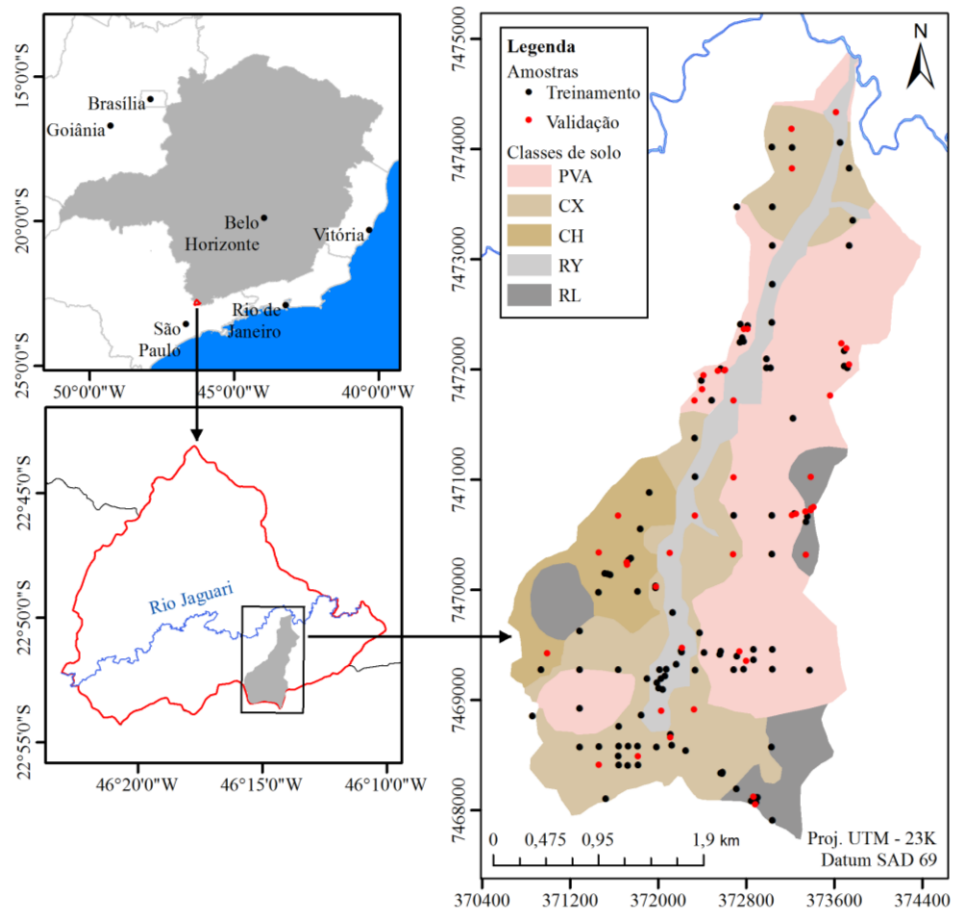 15°0'0"S
20°0'0"S
25°0'0"S
Brasília
Goiânia
Belo
Horizonte
Vitória
Rio de
Janeiro
São
Paulo
50°0'0"W
45°0'0"W
40°0'0"W
22°45'0"S
22°50'0"S
22°55'0"S
Rio Jaguari
46°20'0"W
46°15'0"W
46°10'0"W
7475000
7474000
7473000
7472000
7471000
7470000
7469000
7468000
Legenda
Amostras
Treinamento
Validação
Classes de solo
PVA
CX
CH
RY
RL
N
0 0,475 0,95 1,9 km
Proj. UTM - 23K
Datum SAD 69
370400 371200 372000 372800 373600 374400